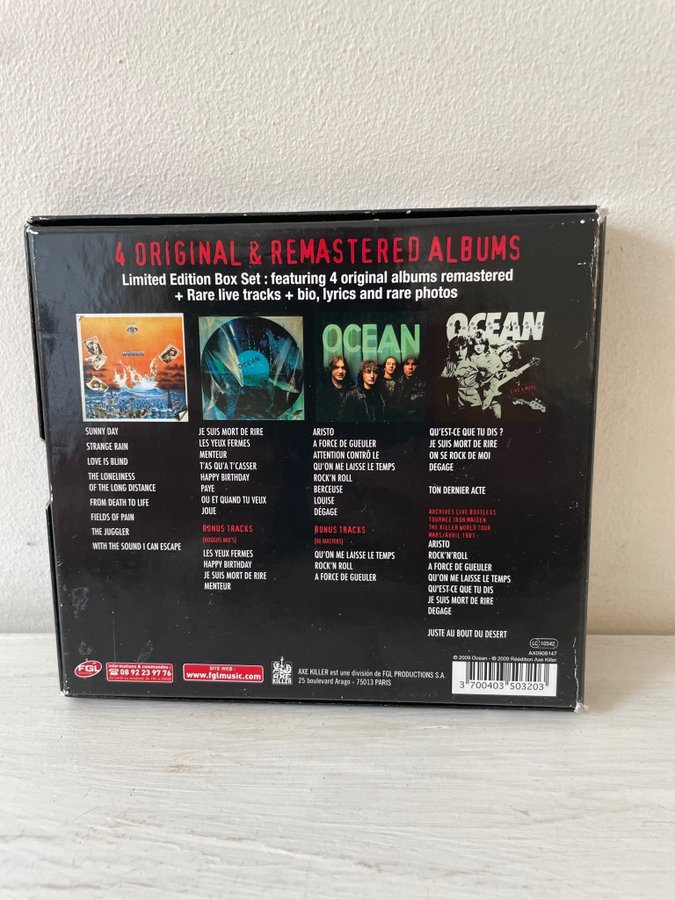 4 ORIGINAL & REMASTERED ALBUMS
Limited Edition Box Set : featuring 4 original albums remastered
+ Rare live tracks + bio, lyrics and rare photos
SUNNY DAY
STRANGE RAIN
LOVE IS BLIND
THE LONELINESS
OF THE LONG DISTANCE
FROM DEATH TO LIFE
FIELDS OF PAIN
THE JUGGLER
WITH THE SOUND I CAN ESCAPE
OCEAN
JE SUIS MORT DE RIRE
LES YEUX FERMES
MENTEUR
T'AS QU'A T'CASSER
HAPPY BIRTHDAY
PAYE
OU ET QUAND TU VEUX
JOUE
BONUS TRACKS
(ROUGHS MIX'S)
LES YEUX FERMES
HAPPY BIRTHDAY
JE SUIS MORT DE RIRE
MENTEUR
OCEAN
ARISTO
A FORCE DE GUEULER
ATTENTION CONTRÔ LE
QU'ON ME LAISSE LE TEMPS
ROCK'N ROLL
BERCEUSE
LOUISE
DÉGAGE
BONUS TRACKS
(RE MASTERS)
QU'ON ME LAISSE LE TEMPS
ROCK'N ROLL
A FORCE DE GUEULER
OCEAN
LIVE & MORE
QU'EST-CE QUE TU DIS ?
JE SUIS MORT DE RIRE
ON SE ROCK DE MOI
DEGAGE
TON DERNIER ACTE
ARCHIVES LIVE BOOTLEGS
TOURNEE IRON MAIDEN
THE KILLER WORLD TOUR
MARS/AVRIL 1981
ARISTO
ROCK'N'ROLL
A FORCE DE GUEULER
QU'ON ME LAISSE LE TEMPS
QU'EST-CE QUE TU DIS
JE SUIS MORT DE RIRE
DEGAGE
JUSTE AU BOUT DU DESERT
FGL
informations & commandes :
08 92 23 97 76
SITE WEB :
www.fglmusic.com
AXE
KILLER
AXE KILLER est une división de FGL PRODUCTIONS S.A.
25 boulevard Arago - 75013 PARIS
LC 10542
AX0908147
℗ 2009 Ocean - © 2009 Réédition Axe Killer
3 700403 503203